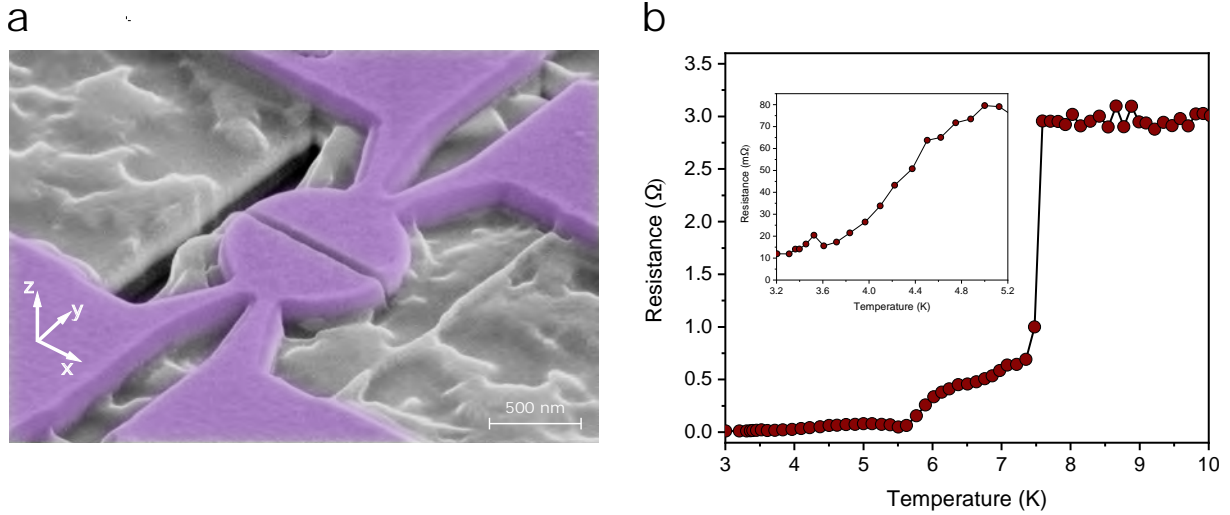 a
z
y
x
500 nm
b
3.5
3.0
2.5
2.0
1.5
1.0
0.5
0.0
Resistance (Ω)
3 4 5 6 7 8 9 10
Temperature (K)
80
70
60
50
40
30
20
10
0
Resistance (mΩ)
3.2 3.6 4.0 4.4 4.8 5.2
Temperature (K)